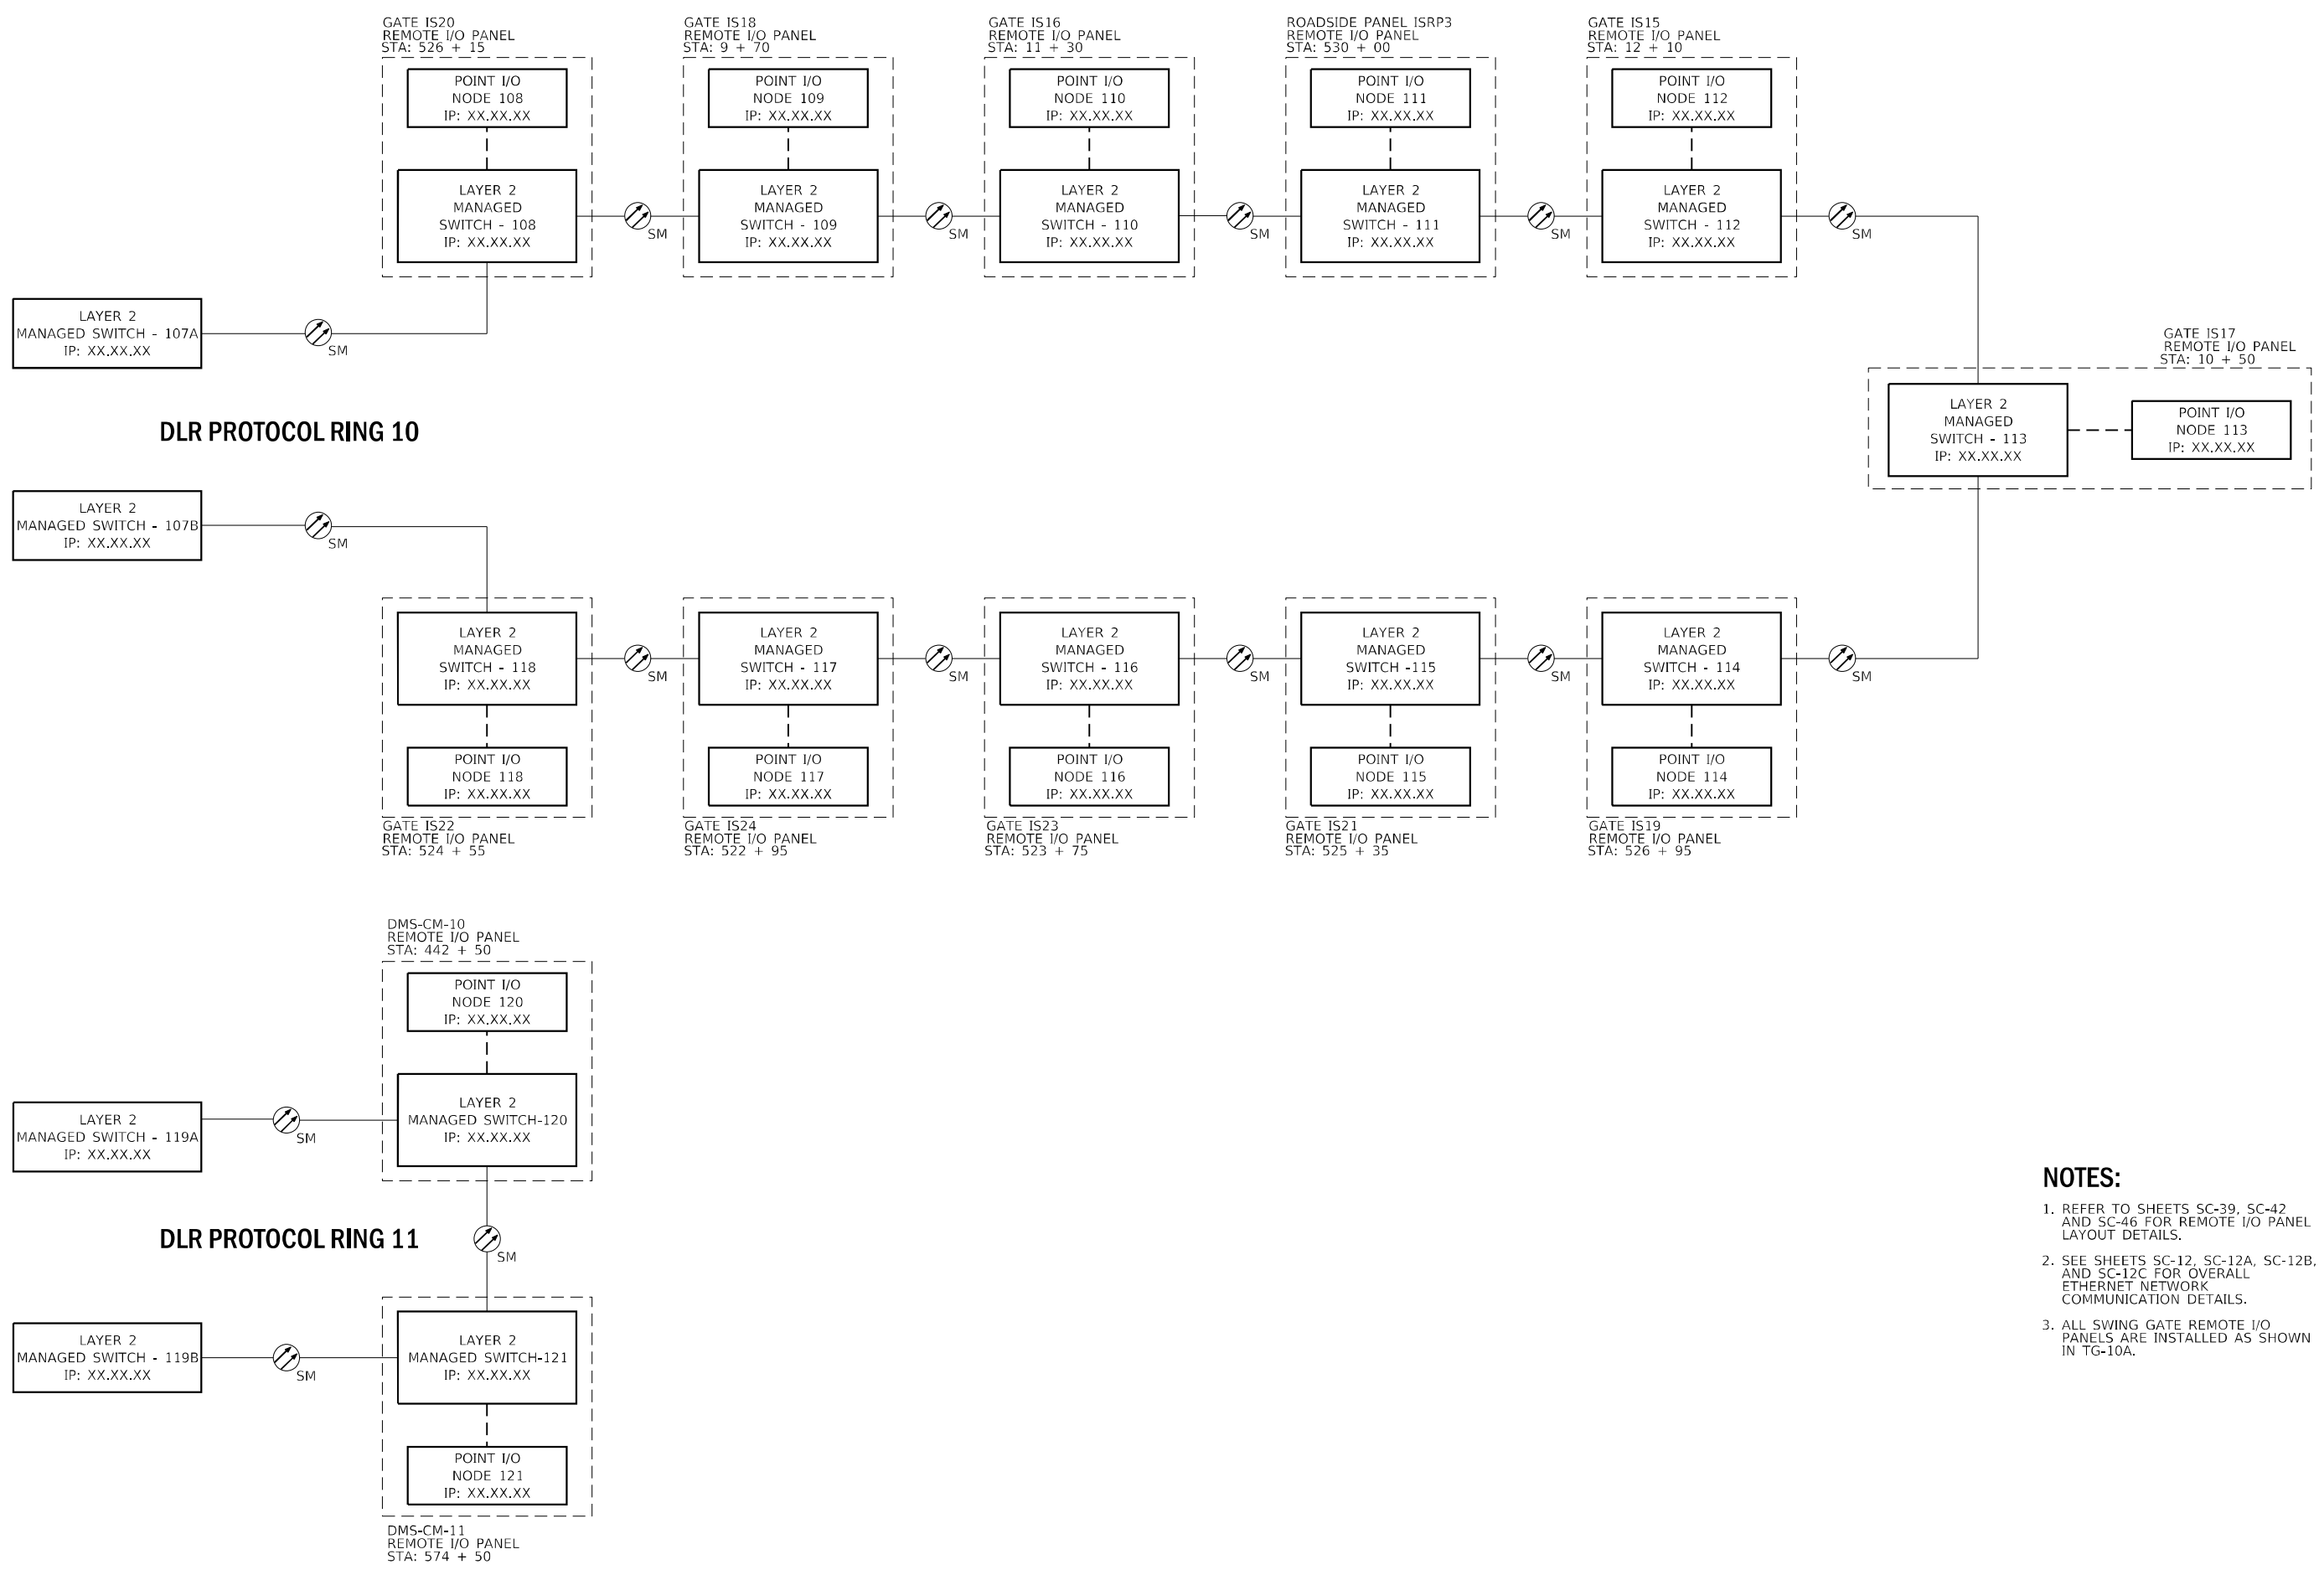 GATE IS20
REMOTE I/O PANEL
STA: 526 + 15
POINT I/O
NODE 108
IP: XX.XX.XX
LAYER 2
MANAGED
SWITCH - 108
IP: XX.XX.XX
SM
GATE IS18
REMOTE I/O PANEL
STA: 9 + 70
POINT I/O
NODE 109
IP: XX.XX.XX
LAYER 2
MANAGED
SWITCH - 109
IP: XX.XX.XX
SM
GATE IS16
REMOTE I/O PANEL
STA: 11 + 30
POINT I/O
NODE 110
IP: XX.XX.XX
LAYER 2
MANAGED
SWITCH - 110
IP: XX.XX.XX
SM
ROADSIDE PANEL ISRP3
REMOTE I/O PANEL
STA: 530 + 00
POINT I/O
NODE 111
IP: XX.XX.XX
LAYER 2
MANAGED
SWITCH - 111
IP: XX.XX.XX
SM
GATE IS15
REMOTE I/O PANEL
STA: 12 + 10
POINT I/O
NODE 112
IP: XX.XX.XX
LAYER 2
MANAGED
SWITCH - 112
IP: XX.XX.XX
SM
LAYER 2
MANAGED SWITCH - 107A
IP: XX.XX.XX
SM
GATE IS17
REMOTE I/O PANEL
STA: 10 + 50
LAYER 2
MANAGED
SWITCH - 113
IP: XX.XX.XX
POINT I/O
NODE 113
IP: XX.XX.XX
DLR PROTOCOL RING 10
LAYER 2
MANAGED SWITCH - 107B
IP: XX.XX.XX
SM
LAYER 2
MANAGED
SWITCH - 118
IP: XX.XX.XX
SM
POINT I/O
NODE 118
IP: XX.XX.XX
GATE IS22
REMOTE I/O PANEL
STA: 524 + 55
LAYER 2
MANAGED
SWITCH - 117
IP: XX.XX.XX
SM
POINT I/O
NODE 117
IP: XX.XX.XX
GATE IS24
REMOTE I/O PANEL
STA: 522 + 95
LAYER 2
MANAGED
SWITCH - 116
IP: XX.XX.XX
SM
POINT I/O
NODE 116
IP: XX.XX.XX
GATE IS23
REMOTE I/O PANEL
STA: 523 + 75
LAYER 2
MANAGED
SWITCH -115
IP: XX.XX.XX
SM
POINT I/O
NODE 115
IP: XX.XX.XX
GATE IS21
REMOTE I/O PANEL
STA: 525 + 35
LAYER 2
MANAGED
SWITCH - 114
IP: XX.XX.XX
SM
POINT I/O
NODE 114
IP: XX.XX.XX
GATE IS19
REMOTE I/O PANEL
STA: 526 + 95
DMS-CM-10
REMOTE I/O PANEL
STA: 442 + 50
POINT I/O
NODE 120
IP: XX.XX.XX
LAYER 2
MANAGED SWITCH - 119A
IP: XX.XX.XX
SM
LAYER 2
MANAGED SWITCH-120
IP: XX.XX.XX
DLR PROTOCOL RING 11
SM
LAYER 2
MANAGED SWITCH - 119B
IP: XX.XX.XX
SM
LAYER 2
MANAGED SWITCH-121
IP: XX.XX.XX
POINT I/O
NODE 121
IP: XX.XX.XX
DMS-CM-11
REMOTE I/O PANEL
STA: 574 + 50
NOTES:
1. REFER TO SHEETS SC-39, SC-42
AND SC-46 FOR REMOTE I/O PANEL
LAYOUT DETAILS.
2. SEE SHEETS SC-12, SC-12A, SC-12B,
AND SC-12C FOR OVERALL
ETHERNET NETWORK
COMMUNICATION DETAILS.
3. ALL SWING GATE REMOTE I/O
PANELS ARE INSTALLED AS SHOWN
IN TG-10A.